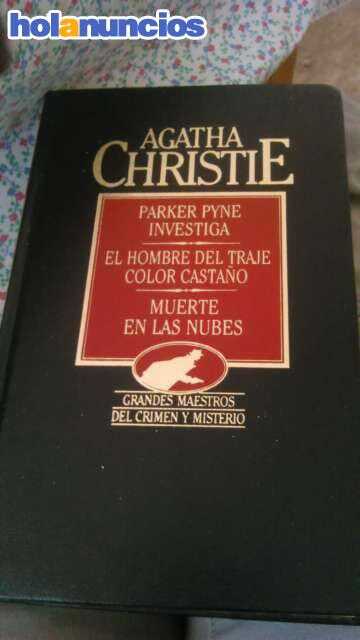 holanuncios
AGATHA
CHRISTIE
PARKER PYNE
INVESTIGA
EL HOMBRE DEL TRAJE
COLOR CASTAÑO
MUERTE
EN LAS NUBES
GRANDES MAESTROS
DEL CRIMEN Y MISTERIO